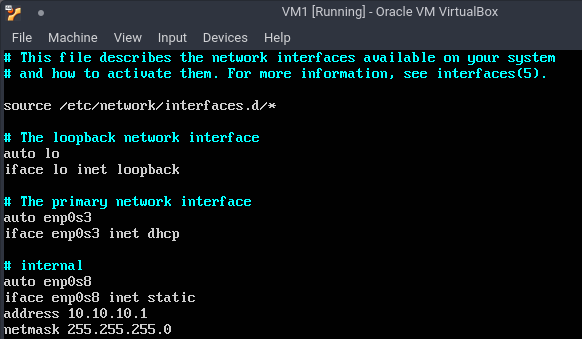 VM1 [Running] - Oracle VM VirtualBox
File Machine View Input Devices Help
# This file describes the network interfaces available on your system
# and how to activate them. For more information, see interfaces(5).
source /etc/network/interfaces.d/*
# The loopback network interface
auto lo
iface lo inet loopback
# The primary network interface
auto enp0s3
iface enp0s3 inet dhcp
# internal
auto enp0s8
iface enp0s8 inet static
address 10.10.10.1
netmask 255.255.255.0